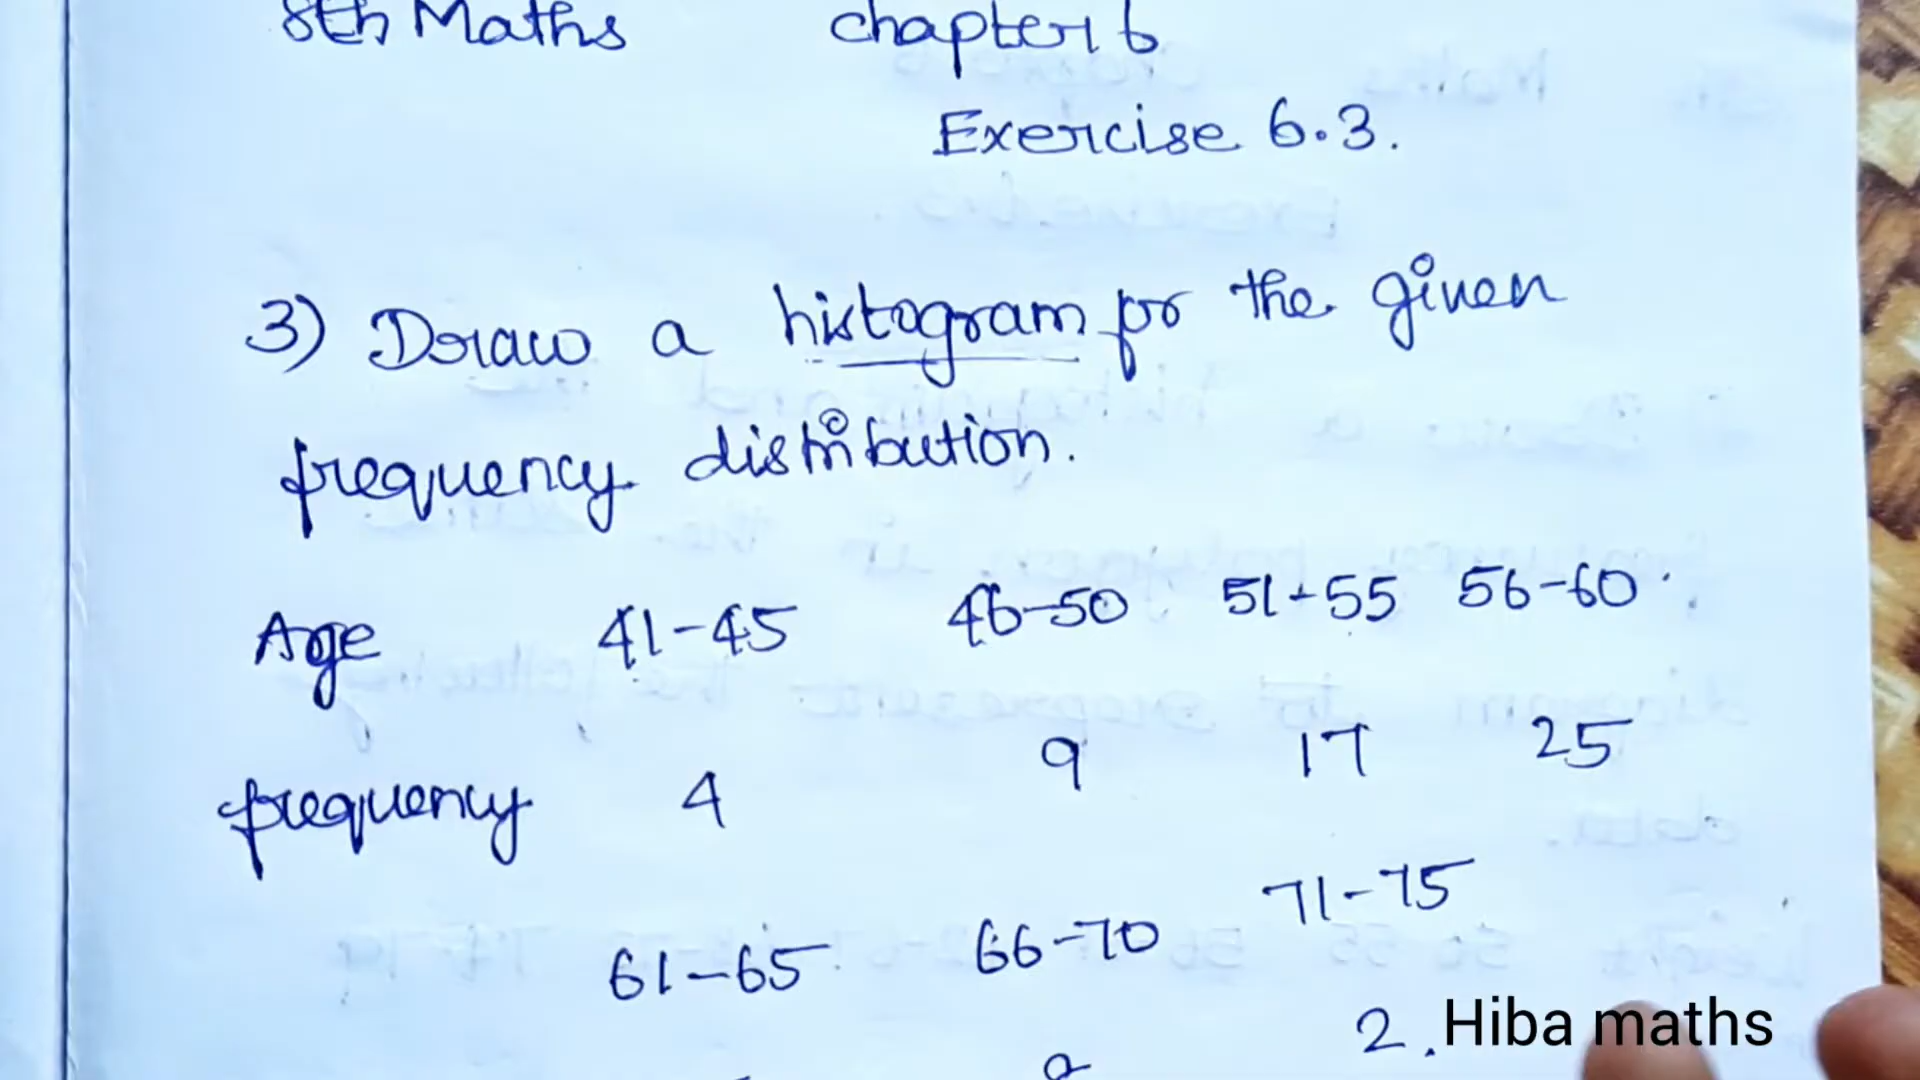 8th Maths chapter 6
Exercise 6.3.
3) Draw a histogram for the given
frequency distribution.
Age 41-45 46-50 51-55 56-60
frequency 4 9 17 25
61-65 66-70 71-75
2.
Hiba maths